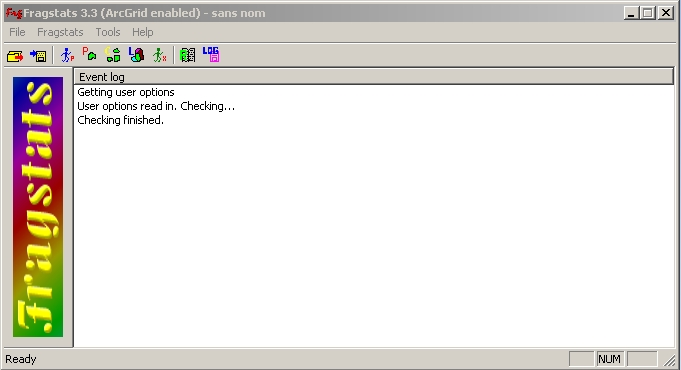 Fragstats 3.3 (ArcGrid enabled) - sans nom
File Fragstats Tools Help
LOG
Event log
Getting user options
User options read in. Checking...
Checking finished.
Fragstats
Ready
NUM